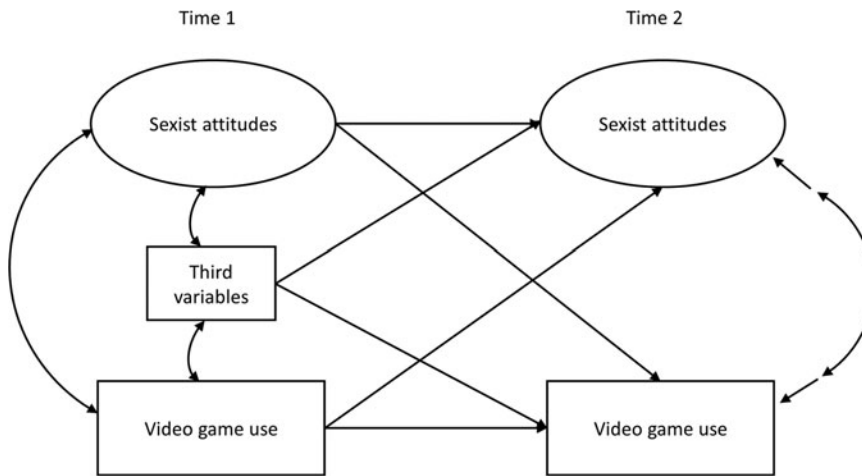 Time 1
Time 2
Sexist attitudes
Sexist attitudes
Third
variables
Video game use
Video game use